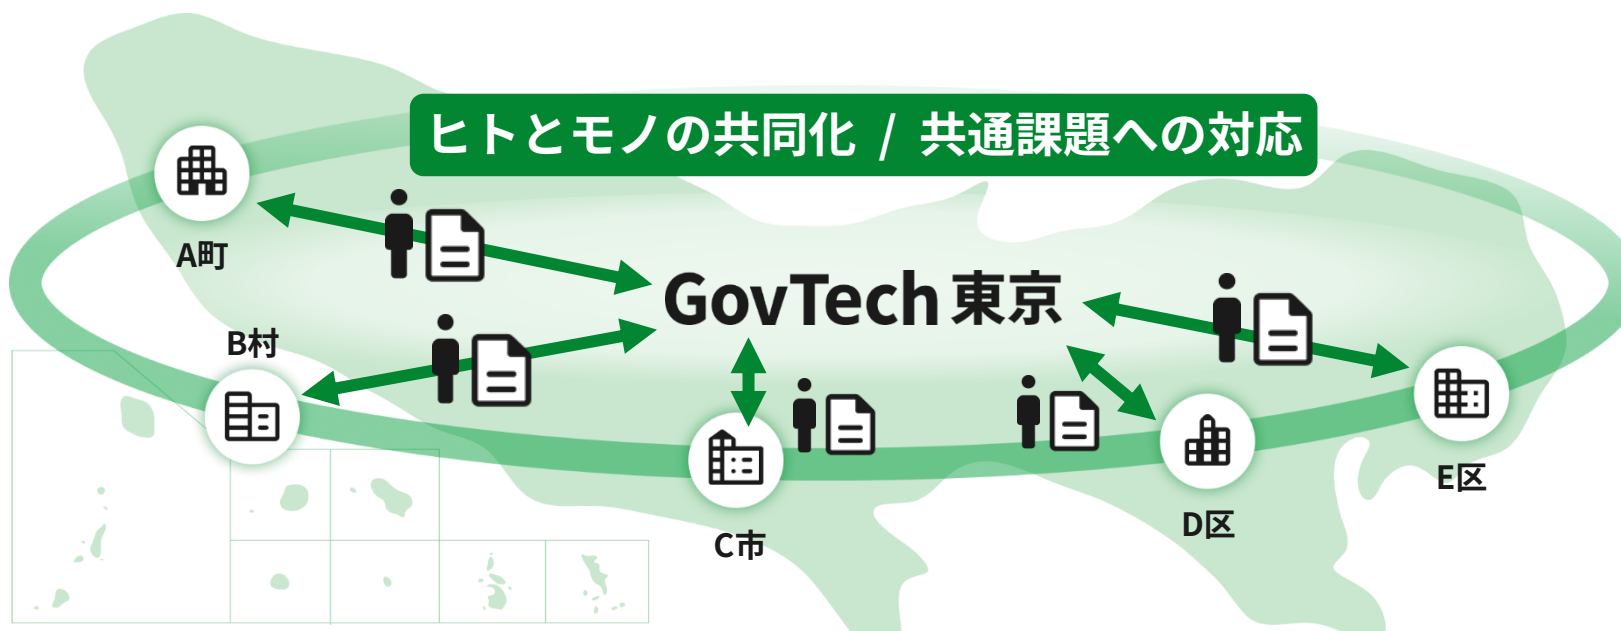 ヒトとモノの共同化 / 共通課題への対応
A町
GovTech 東京
B村
C市
D区
E区